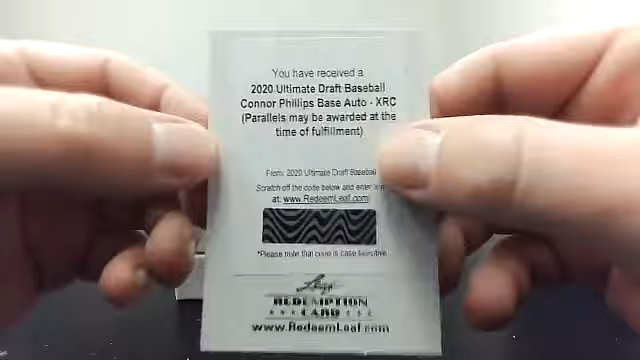 You have received a
2020 Ultimate Draft Baseball
Connor Phillips Base Auto - XRC
(Parallels may be awarded at the
time of fulfillment)
From: 2020 Ultimate Draft Baseball
Scratch off the code below and enter
at: www.RedeemLeaf.com
*Please note that code is case sensitive
Leaf
REDEMPTION
CARD
www.RedeemLeaf.com